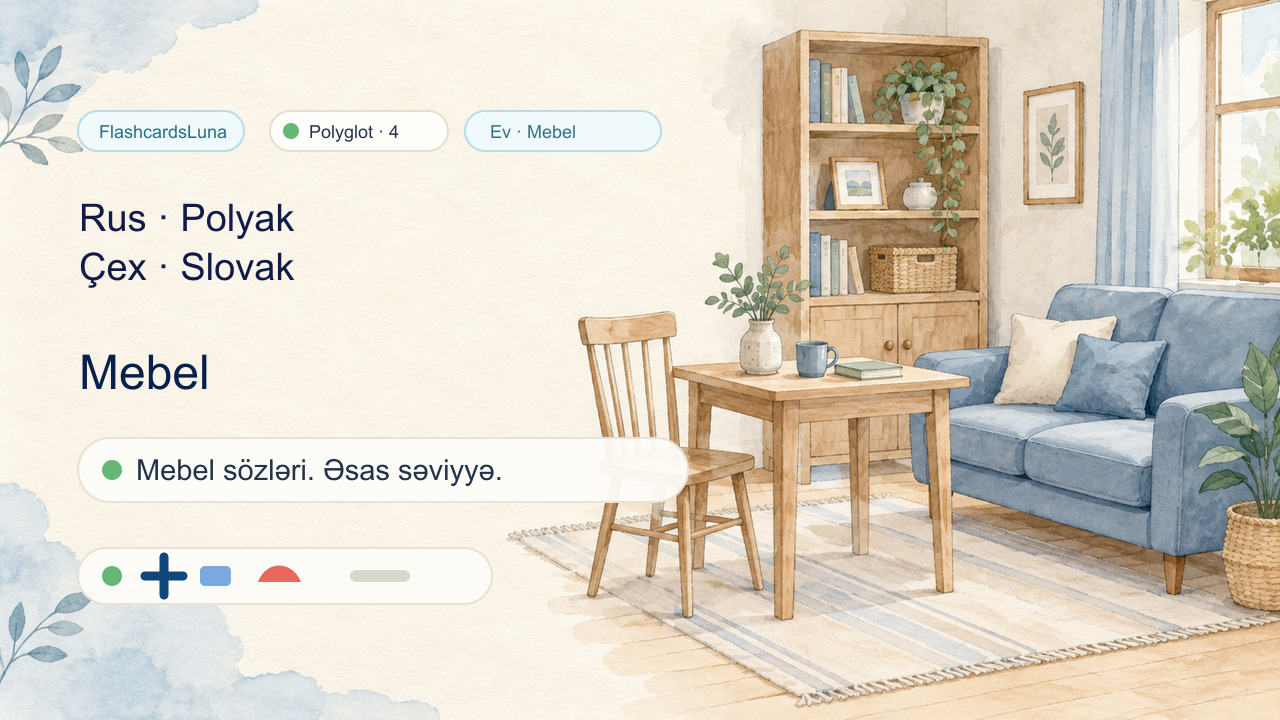 FlashcardsLuna
Polyglot · 4
Ev · Mebel
Rus · Polyak
Çex · Slovak
Mebel
Mebel sözləri. Əsas səviyyə.